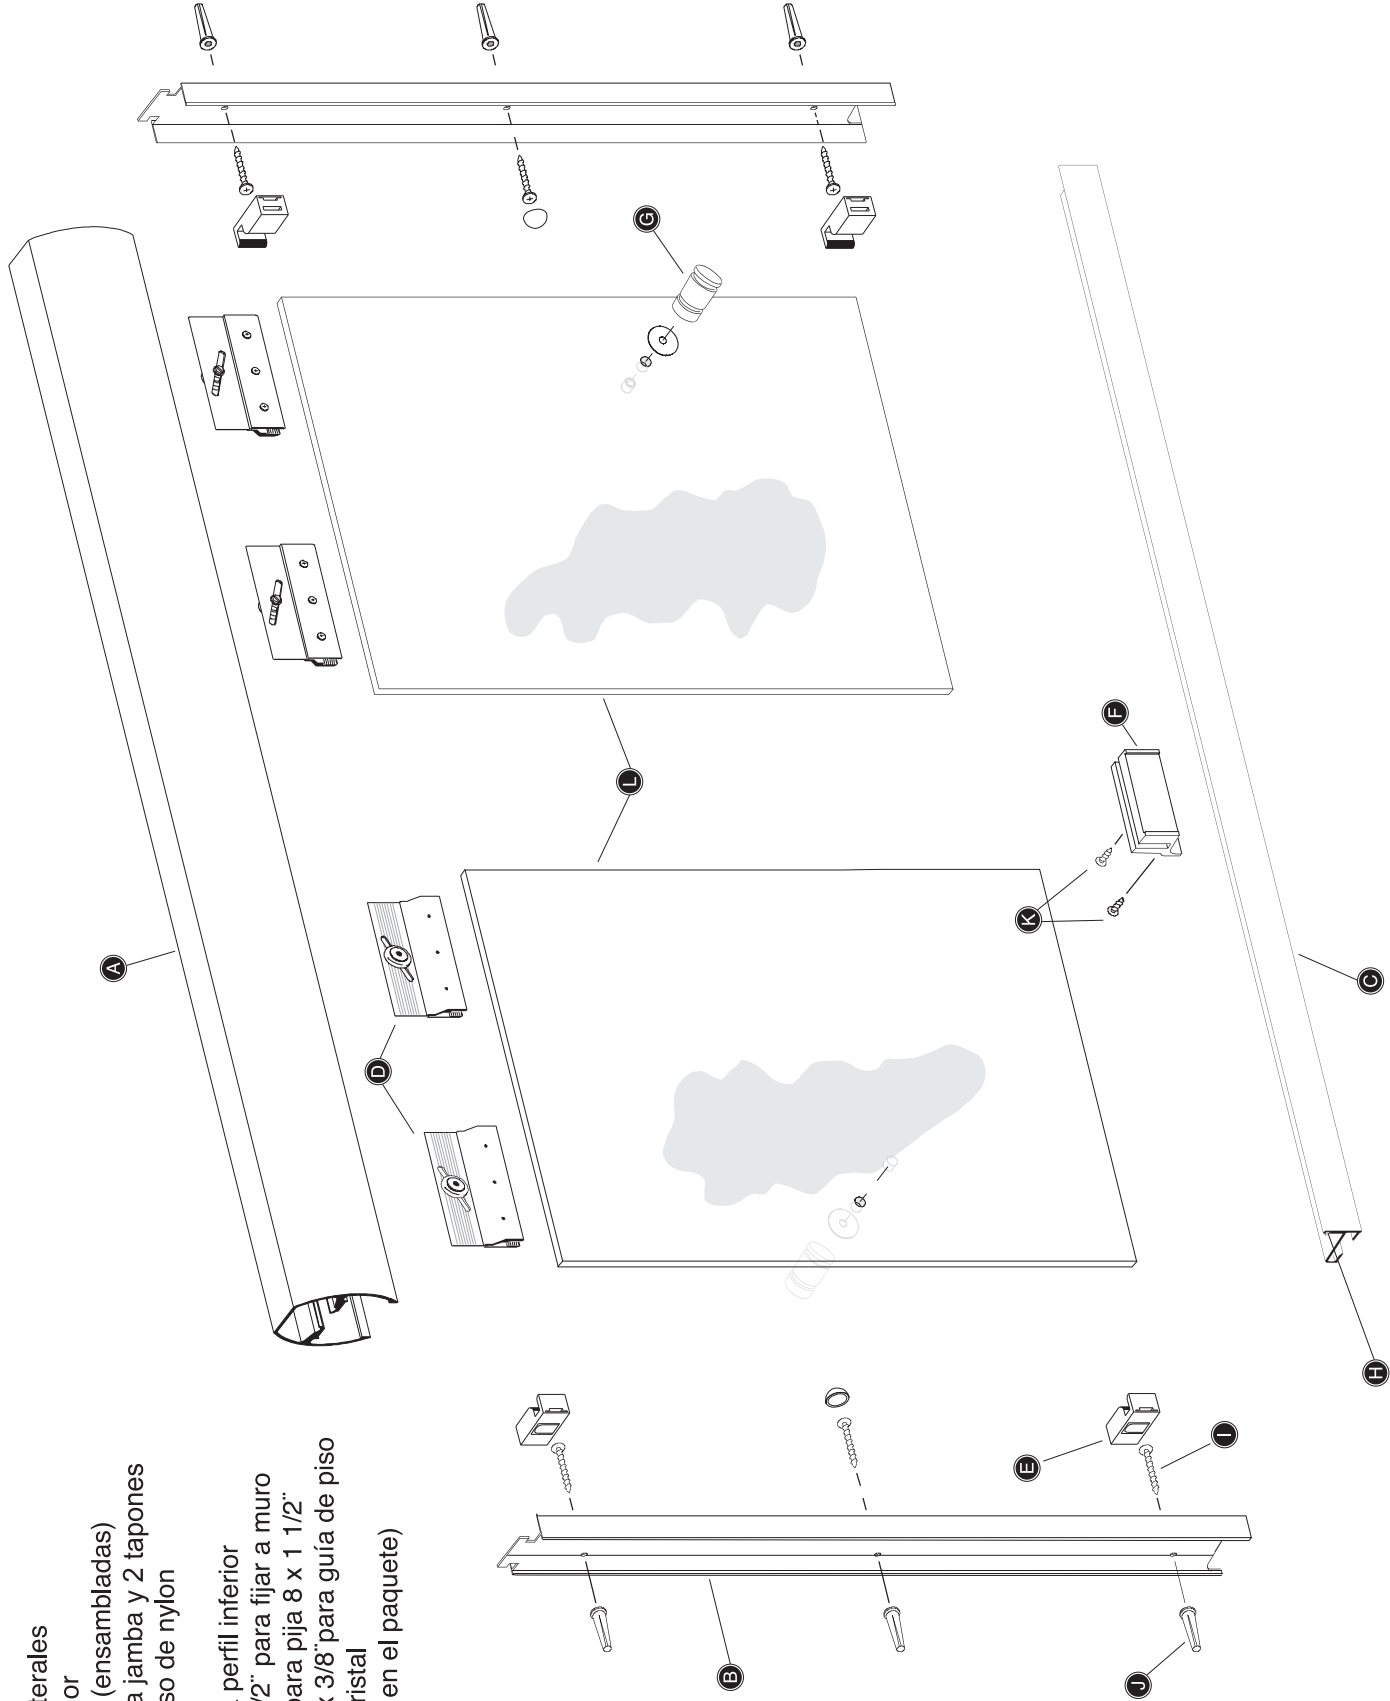 terales
or
(ensambladas)
a jamba y 2 tapones
so de nylon
perfil inferior
/2¨ para fijar a muro
para pija 8 x 1 1/2¨
x 3/8¨para guía de piso
ristal
en el paquete)
A
D
L
G
B
E
K
F
J
I
C
H